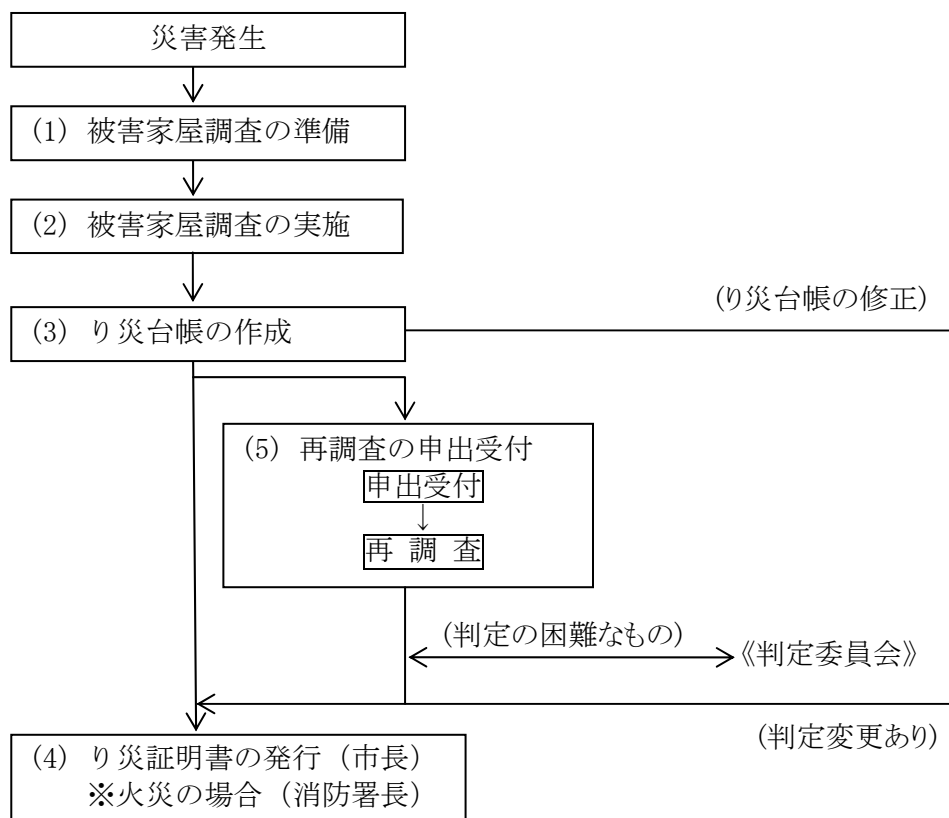 災害発生
(1) 被害家屋調査の準備
(2) 被害家屋調査の実施
(り災台帳の修正)
(3) り災台帳の作成
(5) 再調査の申出受付
申出受付
↓
再 調 査
(判定の困難なもの)
《判定委員会》
(判定変更あり)
(4) り災証明書の発行（市長）
※火災の場合（消防署長）